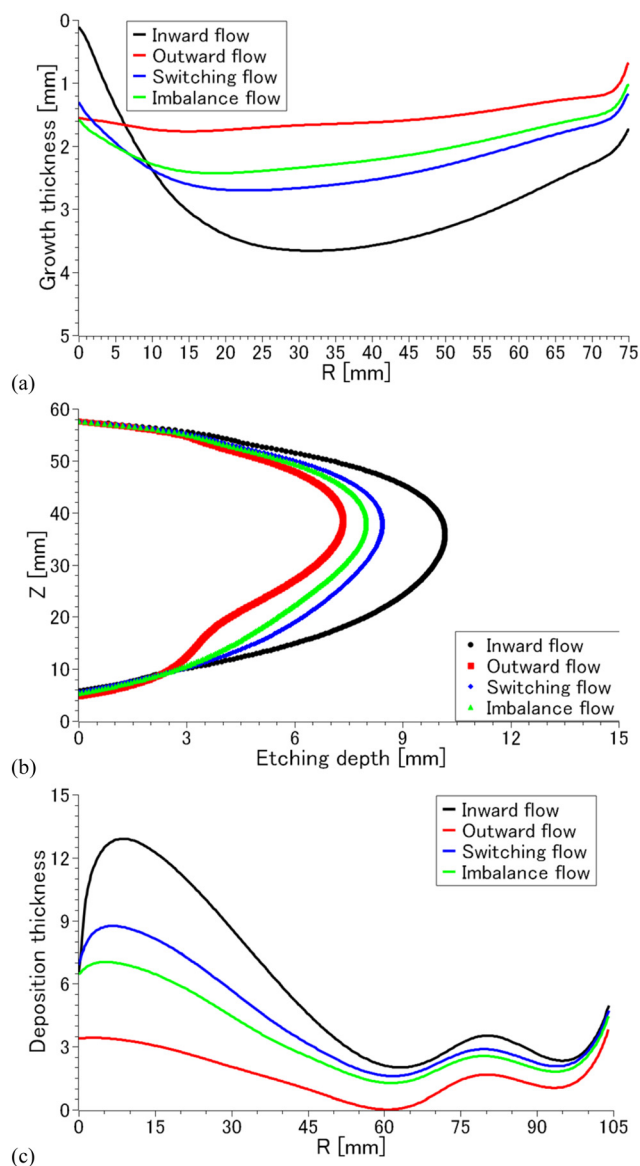 0
1
2
3
4
5
Growth thickness [mm]
Inward flow
Outward flow
Switching flow
Imbalance flow
0 5 10 15 20 25 30 35 40 45 50 55 60 65 70 75
R [mm]
(a)
60
50
40
30
20
10
0
Z [mm]
Inward flow
Outward flow
Switching flow
Imbalance flow
0 3 6 9 12 15
Etching depth [mm]
(b)
15
12
9
6
3
0
Deposition thickness
Inward flow
Outward flow
Switching flow
Imbalance flow
0 15 30 45 60 75 90 105
R [mm]
(c)